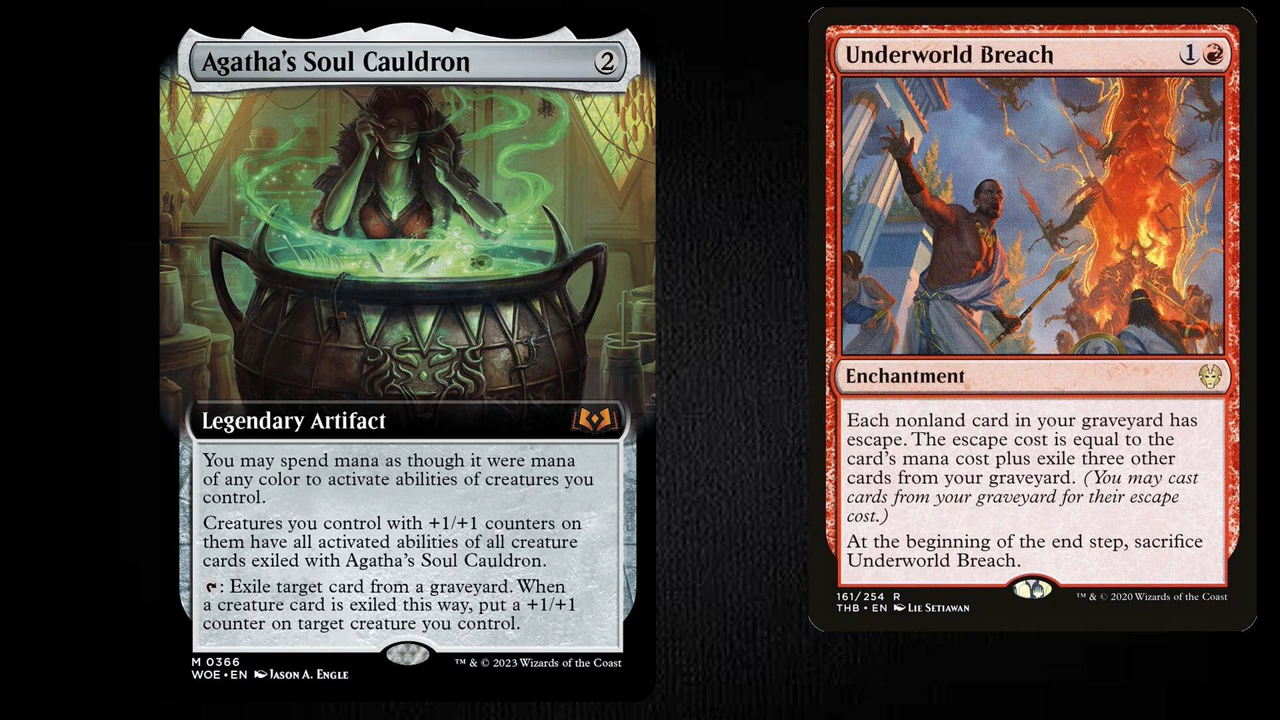 Agatha's Soul Cauldron 2
Legendary Artifact
You may spend mana as though it were mana
of any color to activate abilities of creatures you
control.
Creatures you control with +1/+1 counters on
them have all activated abilities of all creature
cards exiled with Agatha's Soul Cauldron.
: Exile target card from a graveyard. When
a creature card is exiled this way, put a +1/+1
counter on target creature you control.
M 0366
WOE • EN Jason A. Engle
™ & © 2023 Wizards of the Coast
Underworld Breach 1
Enchantment
Each nonland card in your graveyard has
escape. The escape cost is equal to the
card's mana cost plus exile three other
cards from your graveyard. (You may cast
cards from your graveyard for their escape
cost.)
At the beginning of the end step, sacrifice
Underworld Breach.
161/254 R
THB • EN Lie Setiawan
™ & © 2020 Wizards of the Coast